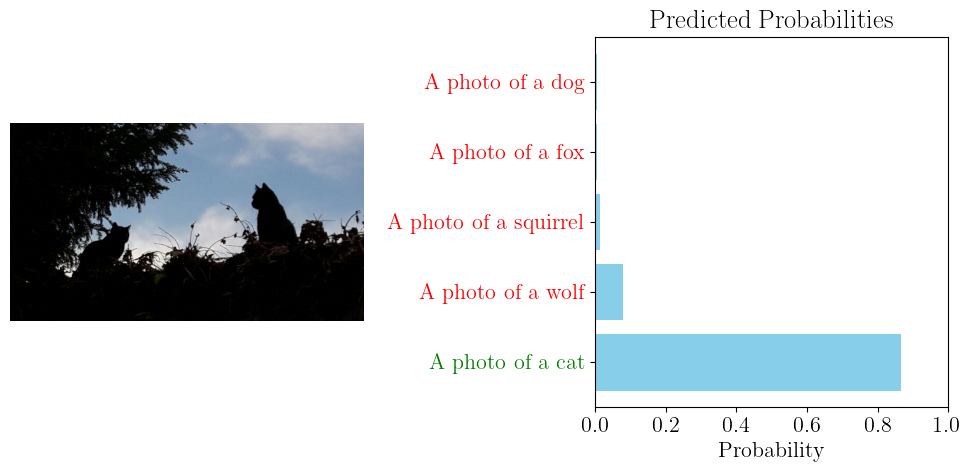 Predicted Probabilities
A photo of a dog
A photo of a fox
A photo of a squirrel
A photo of a wolf
A photo of a cat
0.0 0.2 0.4 0.6 0.8 1.0
Probability